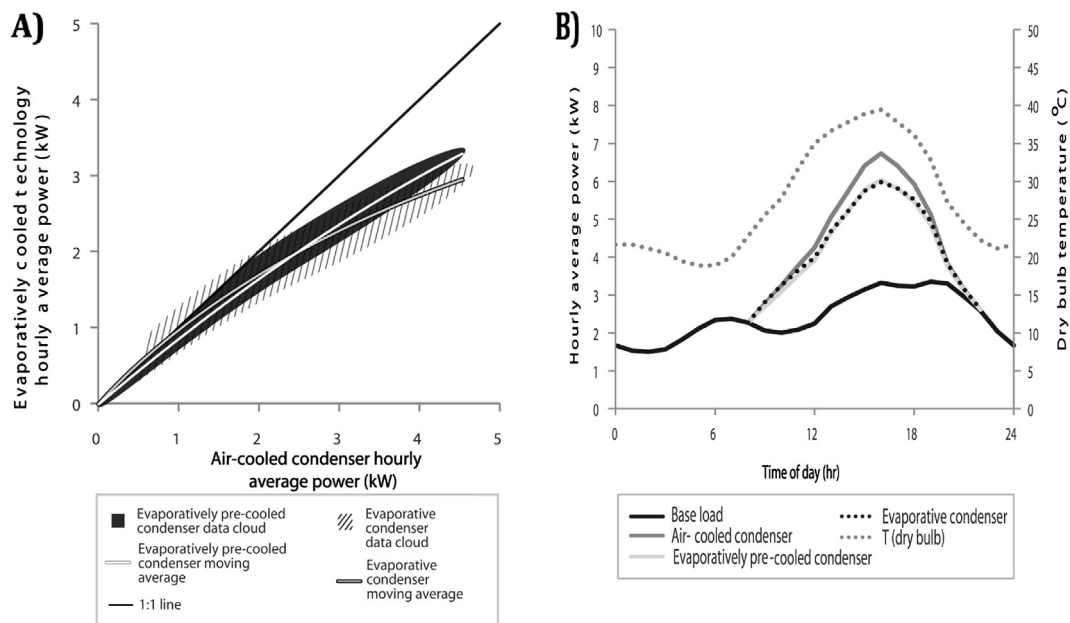 A)
Evaporatively cooled technology
hourly average power (kW)
5
4
3
2
1
0
0 1 2 3 4 5
Air-cooled condenser hourly
average power (kW)
Evaporatively pre-cooled
condenser data cloud
Evaporatively pre-cooled
condenser moving
average
1:1 line
Evaporative
condenser
data cloud
Evaporative
condenser
moving average
B)
Hourly average power (kW)
10
9
8
7
6
5
4
3
2
1
0
50
45
40
35
30
25
20
15
10
5
0
Dry bulb temperature (°C)
0 6 12 18 24
Time of day (hr)
Base load
Air- cooled condenser
Evaporatively pre-cooled condenser
Evaporative condenser
T (dry bulb)